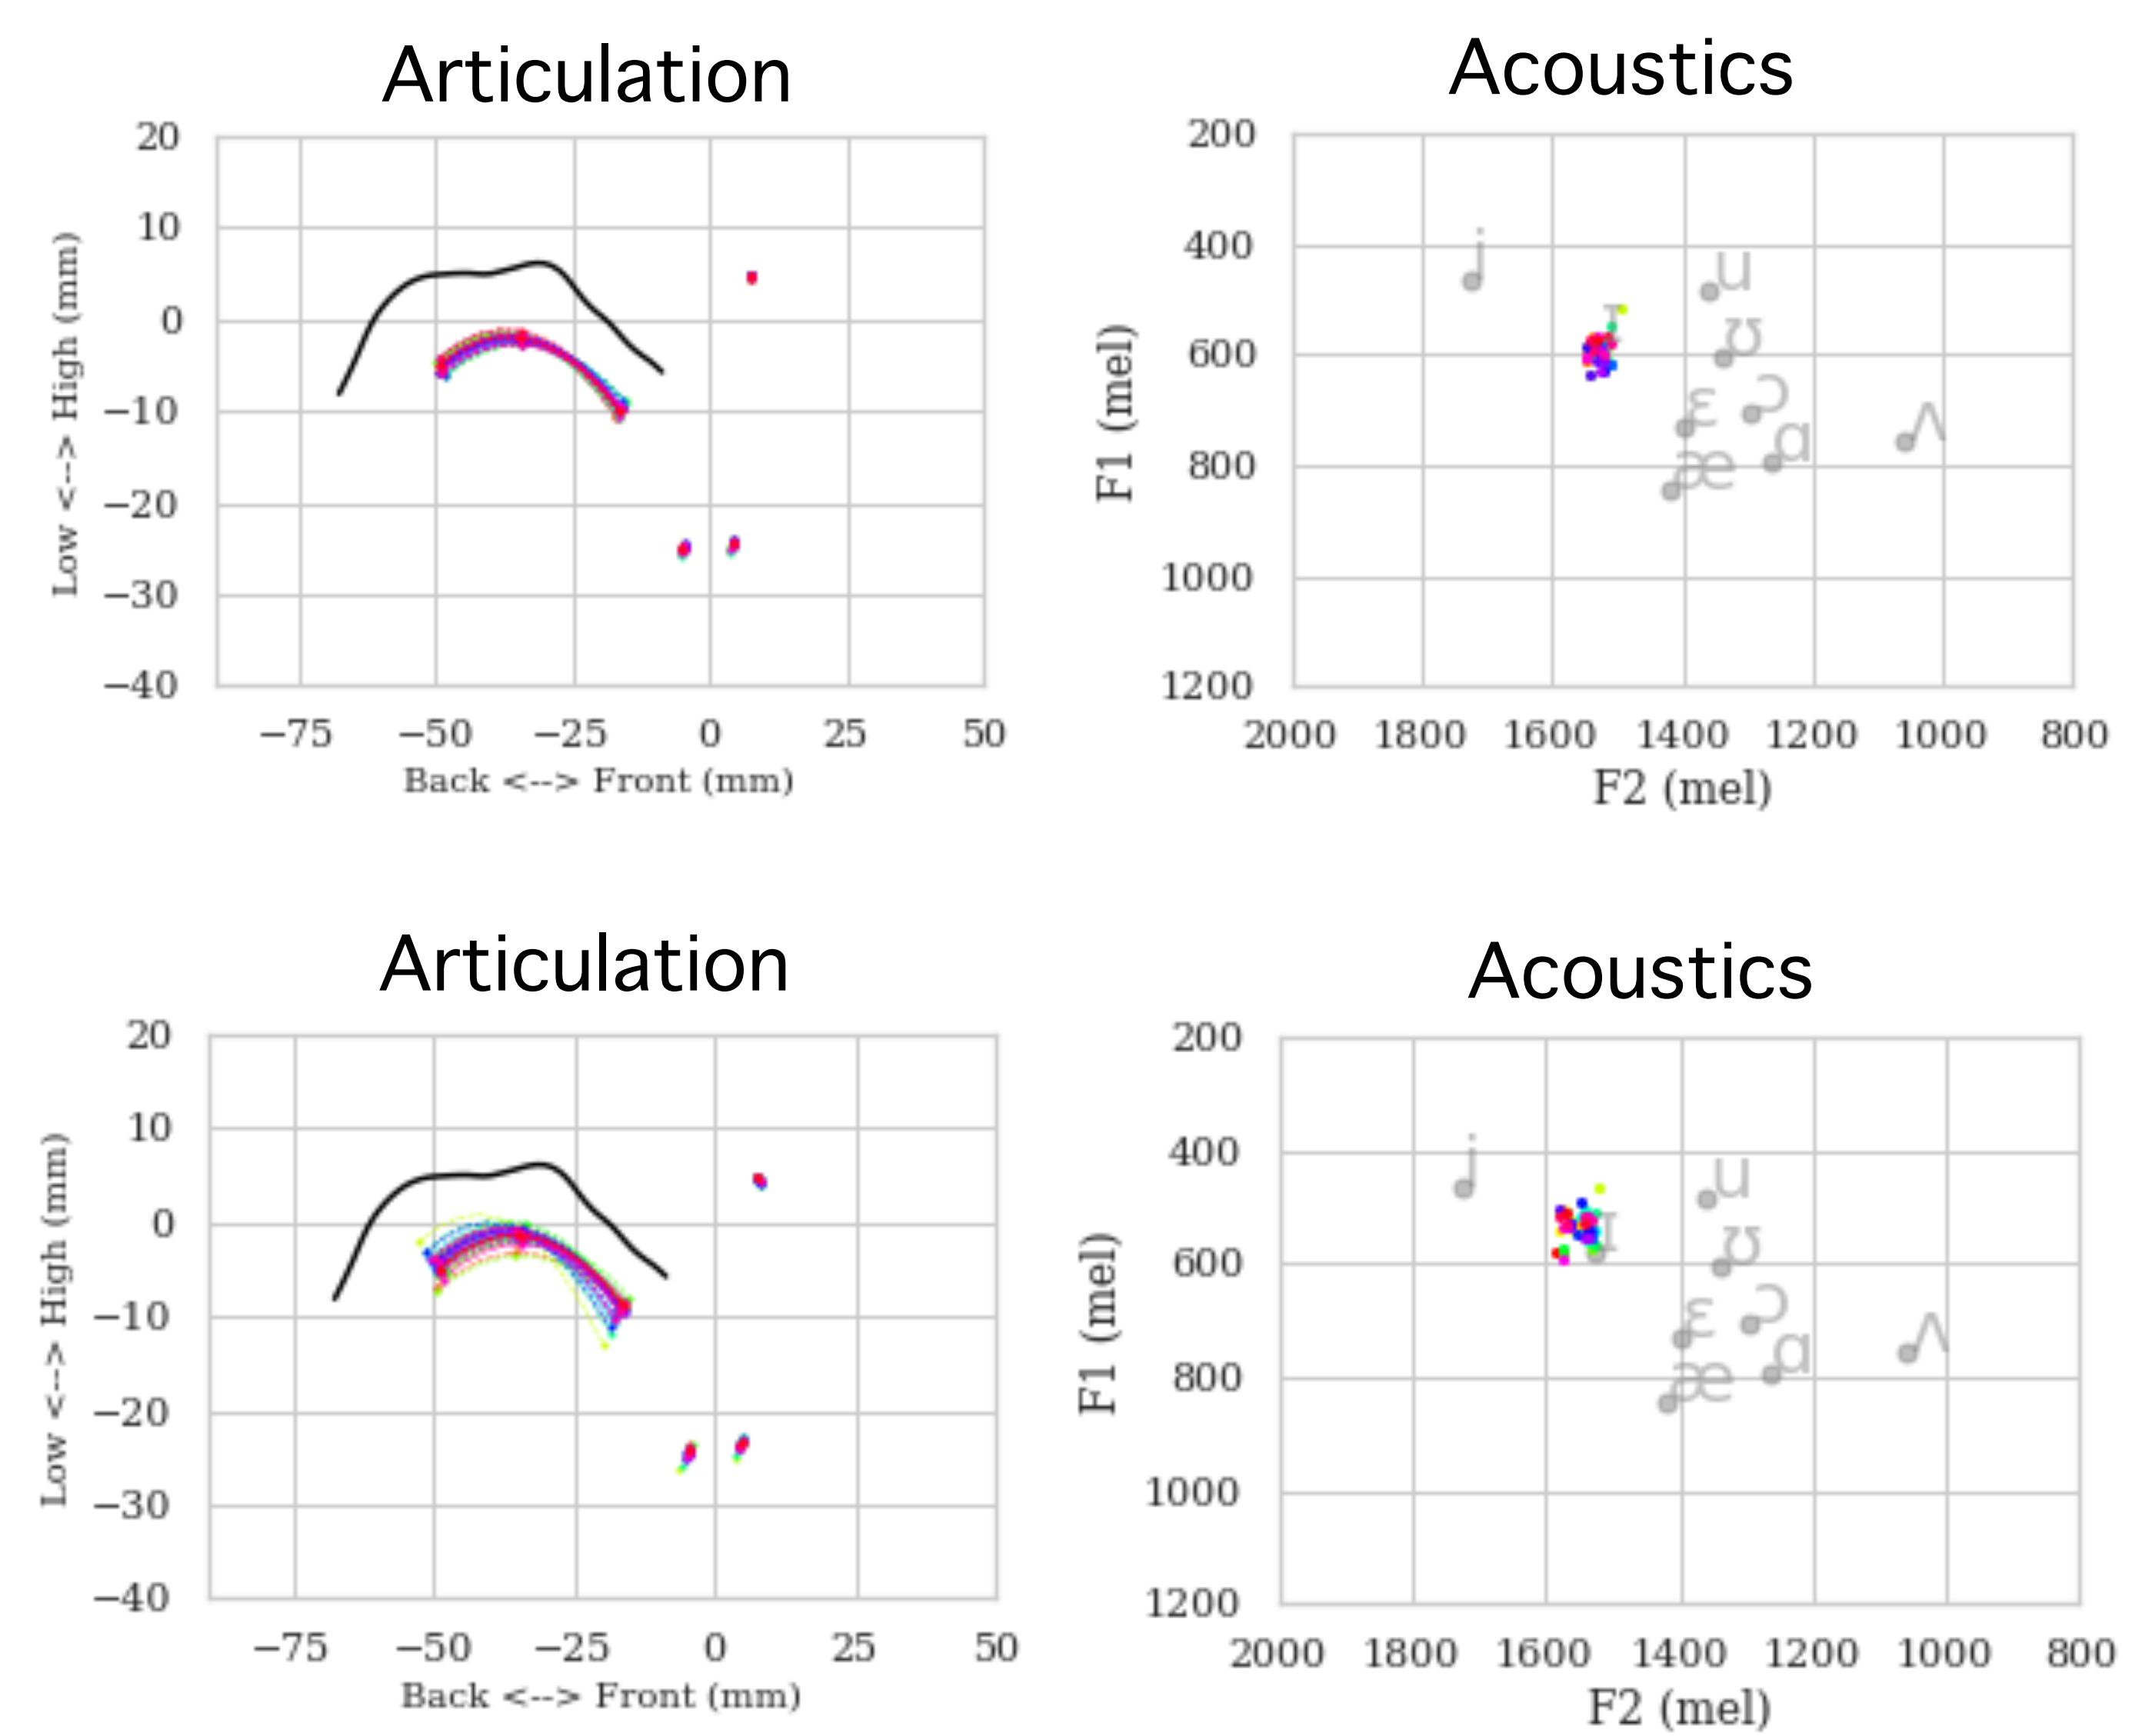 Articulation
Acoustics
20
10
0
−10
−20
−30
−40
Low <--> High (mm)
−75 −50 −25 0 25 50
Back <--> Front (mm)
200
400
600
800
1000
1200
F1 (mel)
i
u
ɪ
ʊ
ɛ
ɔ
ɑ
ʌ
æ
2000 1800 1600 1400 1200 1000 800
F2 (mel)
Articulation
Acoustics
20
10
0
−10
−20
−30
−40
Low <--> High (mm)
−75 −50 −25 0 25 50
Back <--> Front (mm)
200
400
600
800
1000
1200
F1 (mel)
i
u
ɪ
ʊ
ɛ
ɔ
ɑ
ʌ
æ
2000 1800 1600 1400 1200 1000 800
F2 (mel)